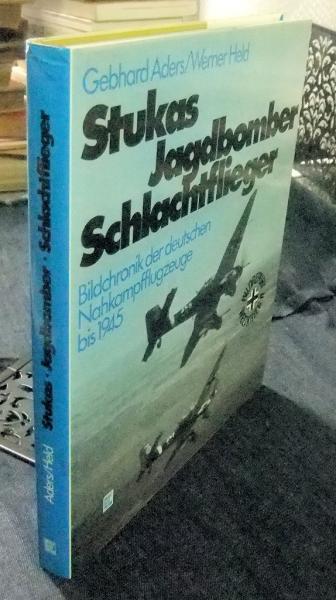 Gebhard Aders/Werner Held
Stukas
Jagdbomber
Schlachtflieger
Bildchronik der deutschen
Nahkampfflugzeuge
bis 1945
Aders/Held
Stukas · Jagdbomber · Schlachtflieger